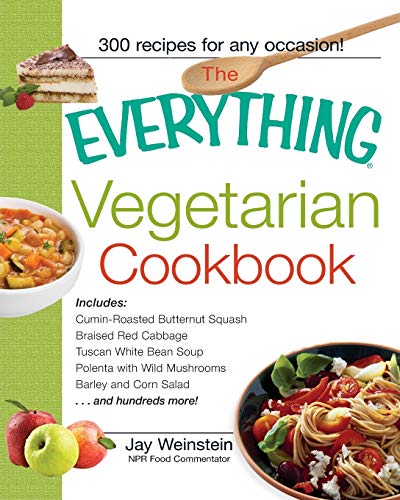 300 recipes for any occasion!
The
EVERYTHING®
Vegetarian
Cookbook
Includes:
Cumin-Roasted Butternut Squash
Braised Red Cabbage
Tuscan White Bean Soup
Polenta with Wild Mushrooms
Barley and Corn Salad
. . . and hundreds more!
Jay Weinstein
NPR Food Commentator